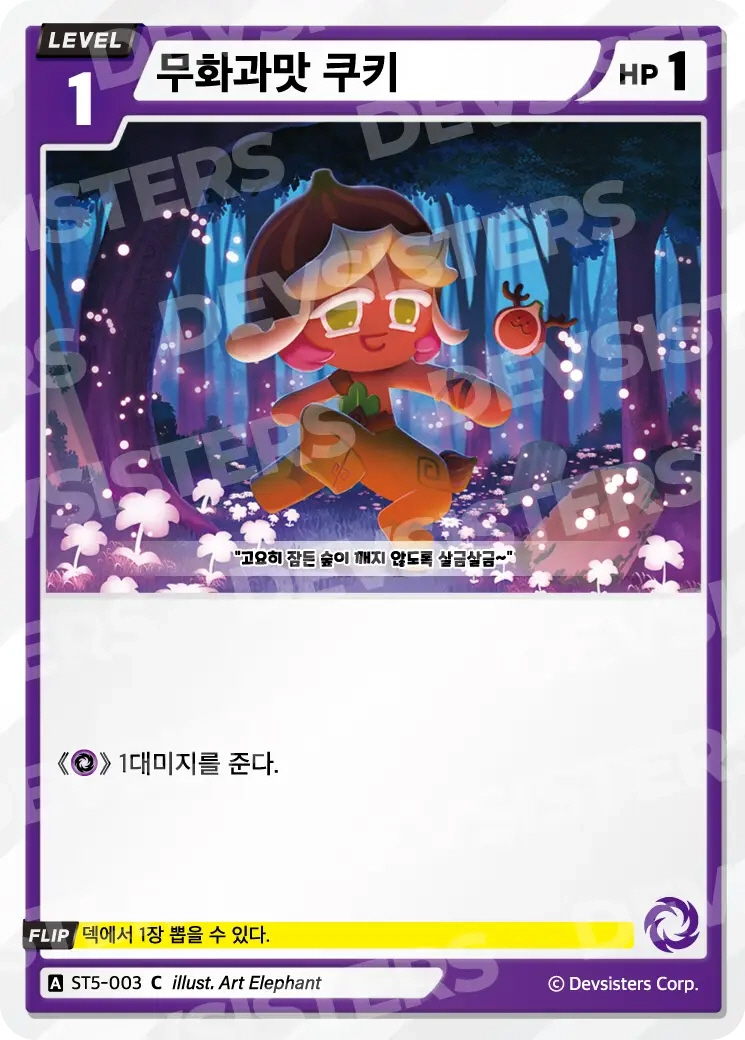 LEVEL
1
무화과맛 쿠키
HP 1
"고요히 잠든 숲이 깨지 않도록 살금살금~"
《 》 1대미지를 준다.
FLIP 덱에서 1장 뽑을 수 있다.
A ST5-003 C illust. Art Elephant
© Devsisters Corp.
DEVSISTERS